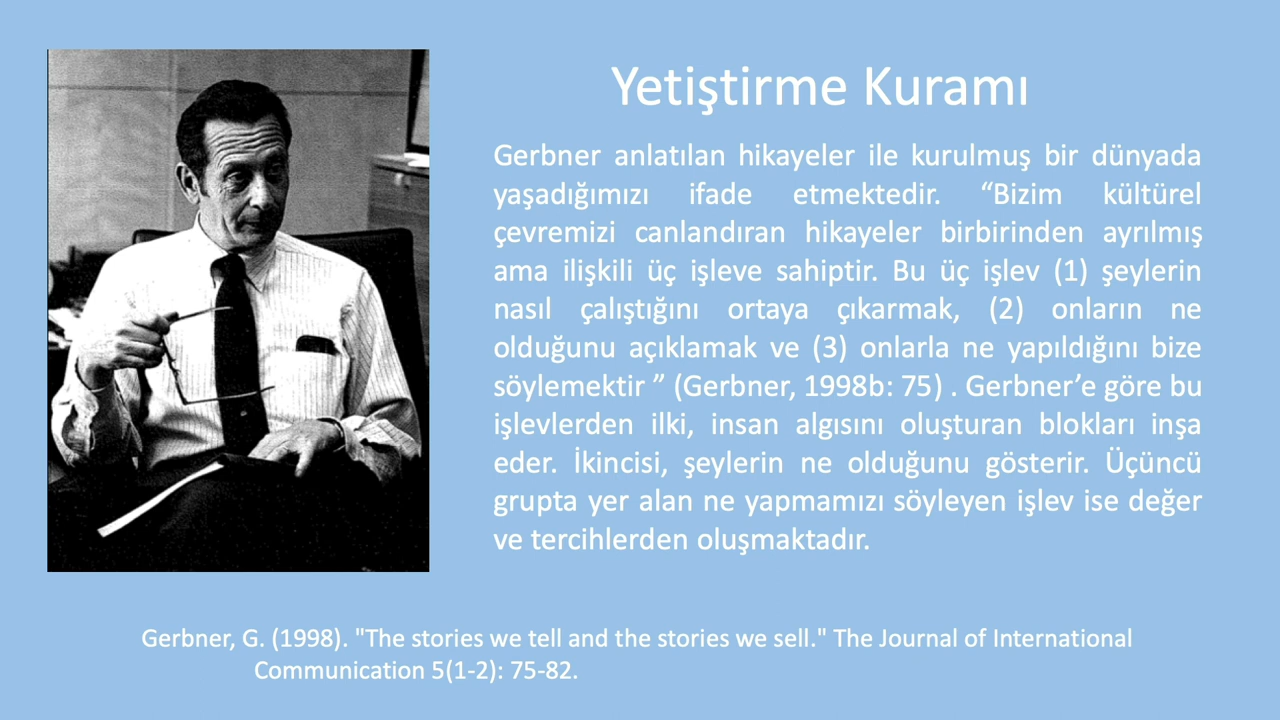 Yetiştirme Kuramı
Gerbner anlatılan hikayeler ile kurulmuş bir dünyada
yaşadığımızı ifade etmektedir. “Bizim kültürel
çevremizi canlandıran hikayeler birbirinden ayrılmış
ama ilişkili üç işleve sahiptir. Bu üç işlev (1) şeylerin
nasıl çalıştığını ortaya çıkarmak, (2) onların ne
olduğunu açıklamak ve (3) onlarla ne yapıldığını bize
söylemektir ” (Gerbner, 1998b: 75) . Gerbner’e göre bu
işlevlerden ilki, insan algısını oluşturan blokları inşa
eder. İkincisi, şeylerin ne olduğunu gösterir. Üçüncü
grupta yer alan ne yapmamızı söyleyen işlev ise değer
ve tercihlerden oluşmaktadır.
Gerbner, G. (1998). "The stories we tell and the stories we sell." The Journal of International
Communication 5(1-2): 75-82.